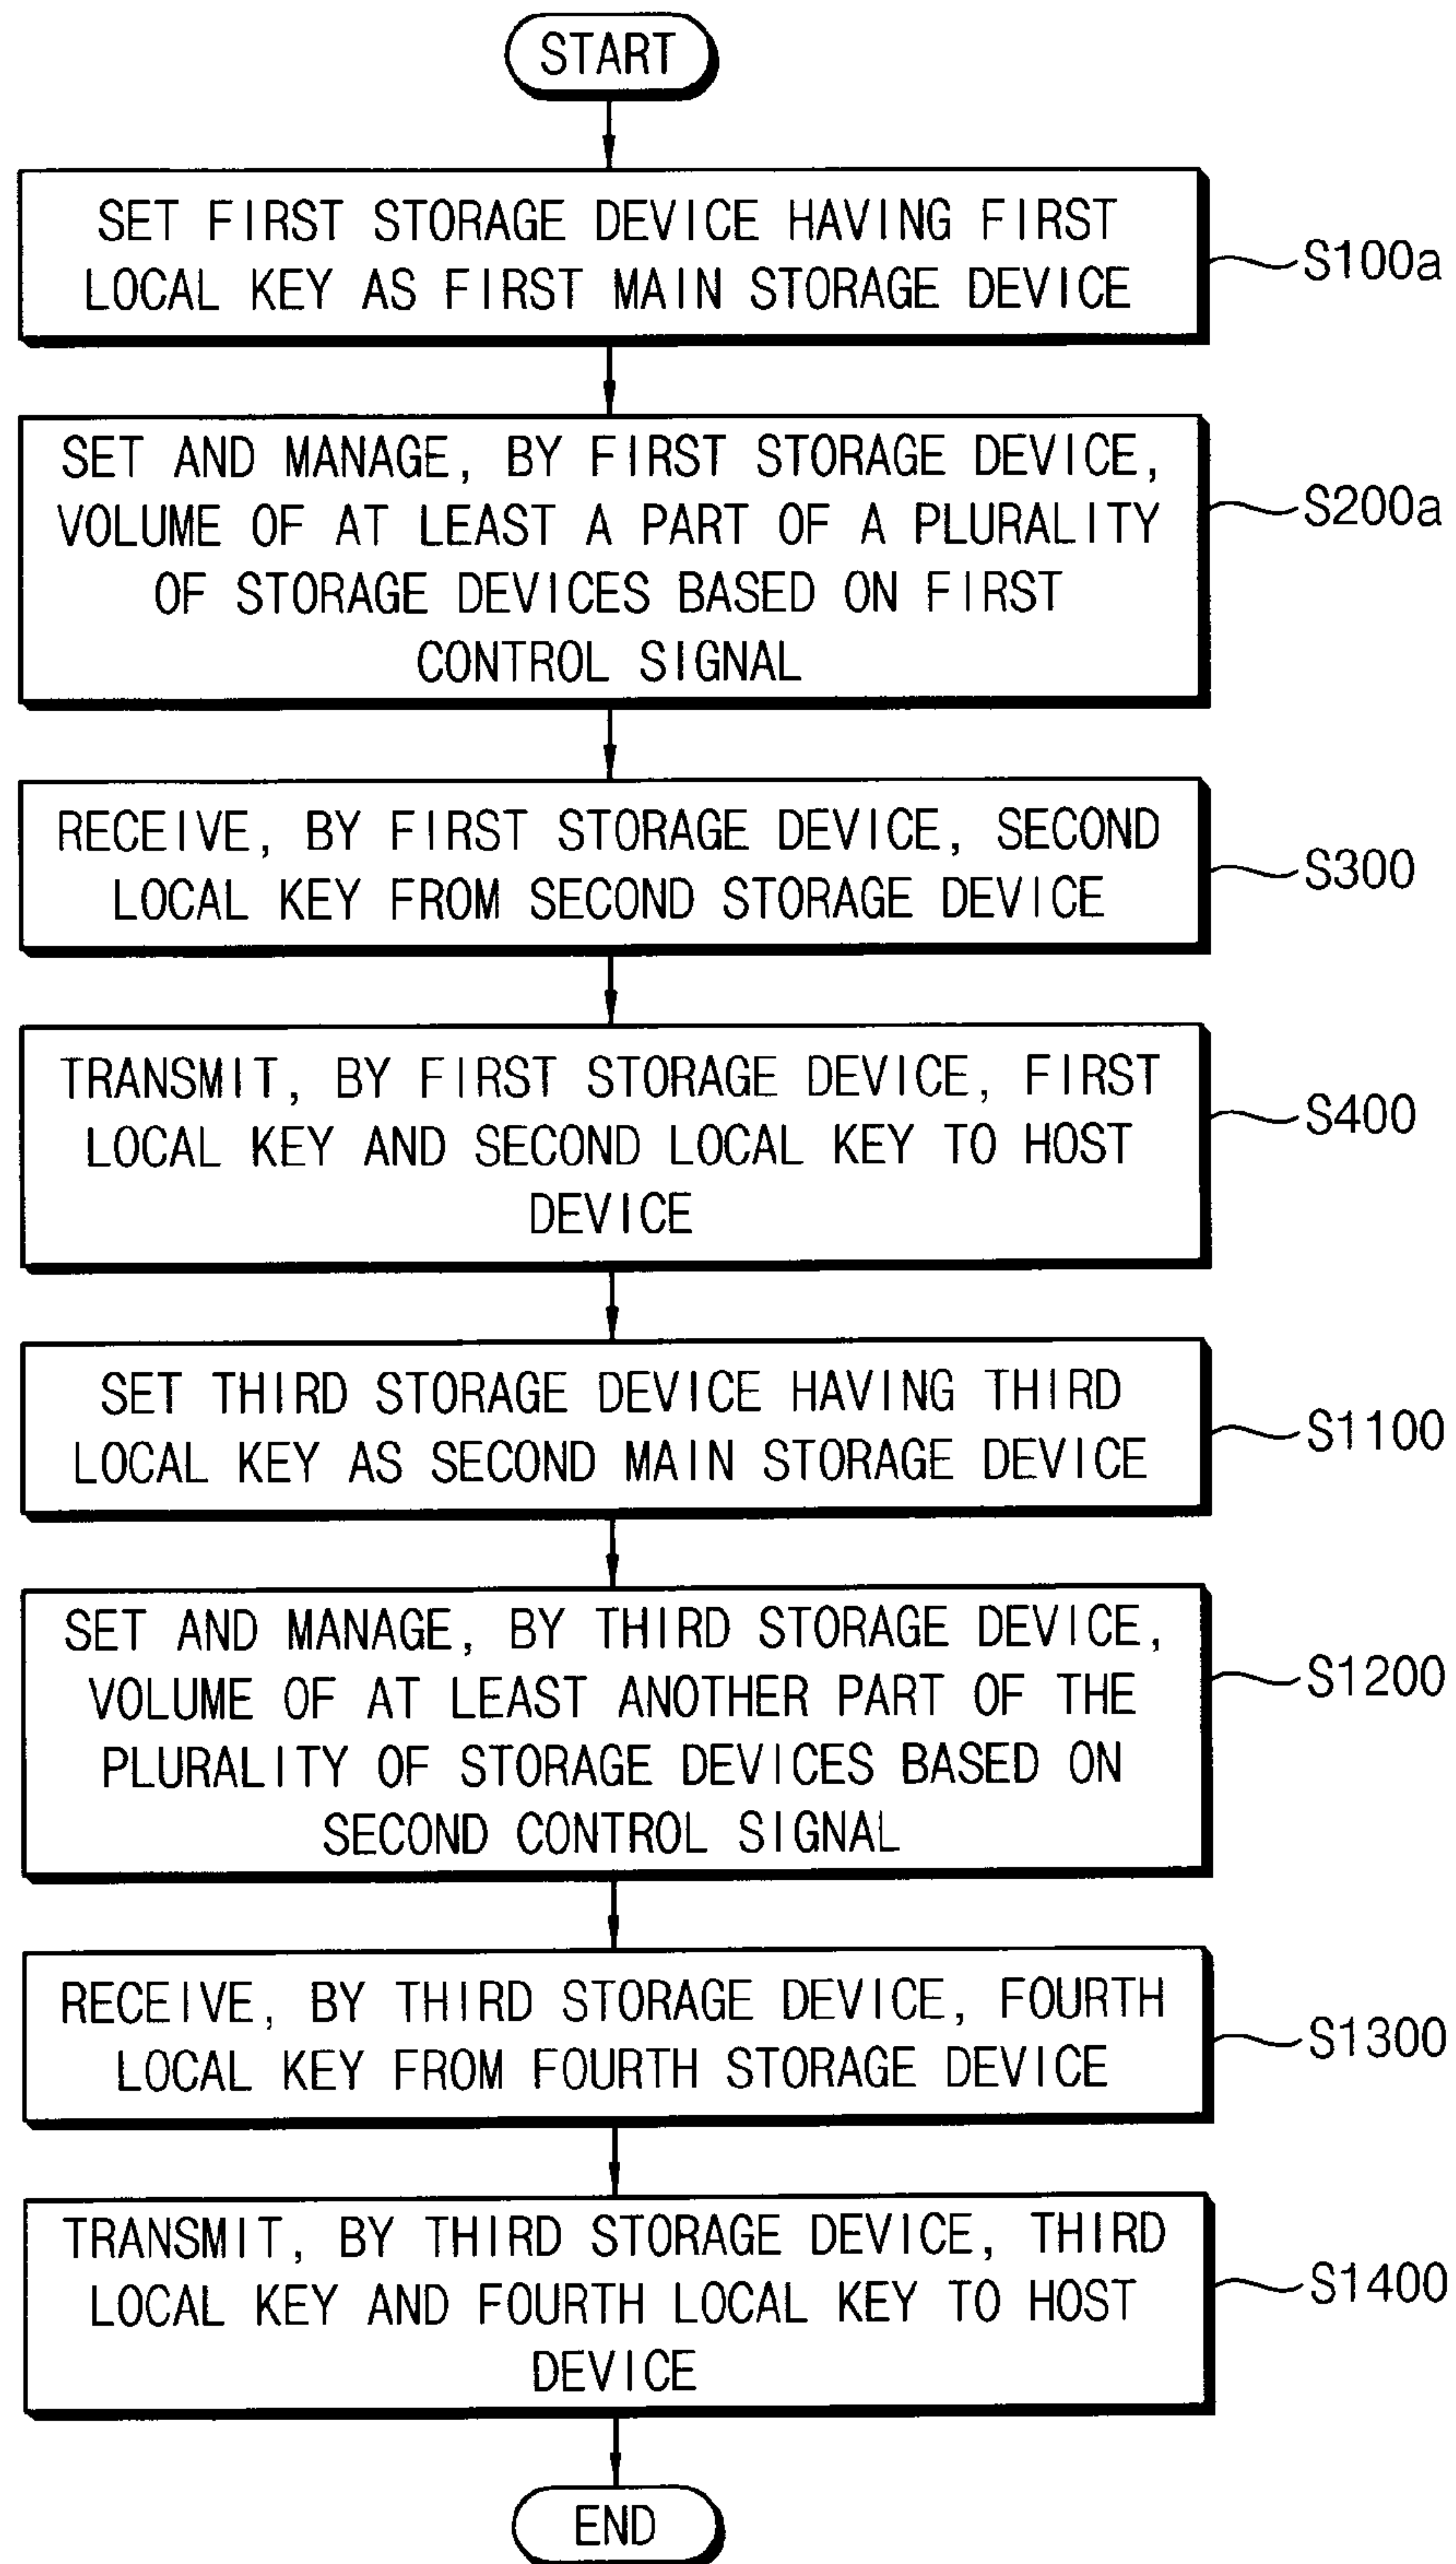 START
SET FIRST STORAGE DEVICE HAVING FIRST
LOCAL KEY AS FIRST MAIN STORAGE DEVICE
S100a
SET AND MANAGE, BY FIRST STORAGE DEVICE,
VOLUME OF AT LEAST A PART OF A PLURALITY
OF STORAGE DEVICES BASED ON FIRST
CONTROL SIGNAL
S200a
RECEIVE, BY FIRST STORAGE DEVICE, SECOND
LOCAL KEY FROM SECOND STORAGE DEVICE
S300
TRANSMIT, BY FIRST STORAGE DEVICE, FIRST
LOCAL KEY AND SECOND LOCAL KEY TO HOST
DEVICE
S400
SET THIRD STORAGE DEVICE HAVING THIRD
LOCAL KEY AS SECOND MAIN STORAGE DEVICE
S1100
SET AND MANAGE, BY THIRD STORAGE DEVICE,
VOLUME OF AT LEAST ANOTHER PART OF THE
PLURALITY OF STORAGE DEVICES BASED ON
SECOND CONTROL SIGNAL
S1200
RECEIVE, BY THIRD STORAGE DEVICE, FOURTH
LOCAL KEY FROM FOURTH STORAGE DEVICE
S1300
TRANSMIT, BY THIRD STORAGE DEVICE, THIRD
LOCAL KEY AND FOURTH LOCAL KEY TO HOST
DEVICE
S1400
END